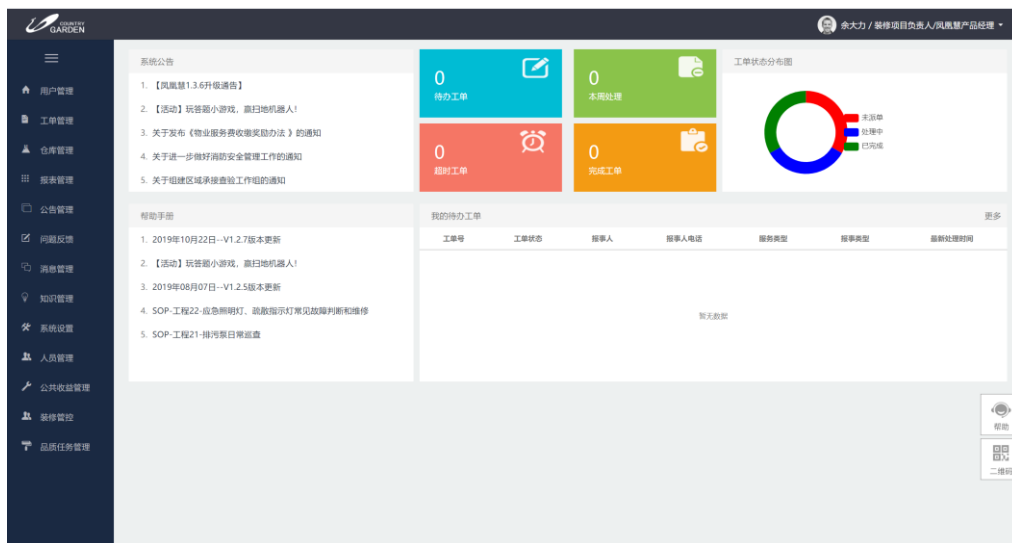 COUNTRY
GARDEN
余大力 / 装修项目负责人/凤凰慧产品经理
用户管理
工单管理
仓库管理
报表管理
公告管理
问题反馈
消息管理
知识管理
系统设置
人员管理
公共收益管理
装修管控
品质任务管理
系统公告
1. 【凤凰慧1.3.6升级通告】
2. 【活动】玩答题小游戏，赢扫地机器人!
3. 关于发布《物业服务费收缴奖励办法 》的通知
4. 关于进一步做好消防安全管理工作的通知
5. 关于组建区域承接查验工作组的通知
0
待办工单
0
本周处理
0
超时工单
0
完成工单
工单状态分布图
未派单
处理中
已完成
帮助手册
1. 2019年10月22日--V1.2.7版本更新
2. 【活动】玩答题小游戏，赢扫地机器人!
3. 2019年08月07日--V1.2.5版本更新
4. SOP-工程22-应急照明灯、疏散指示灯常见故障判断和维修
5. SOP-工程21-排污泵日常巡查
我的待办工单 更多
工单号 工单状态 报事人 报事人电话 服务类型 报事类型 最新处理时间
暂无数据
帮助
二维码